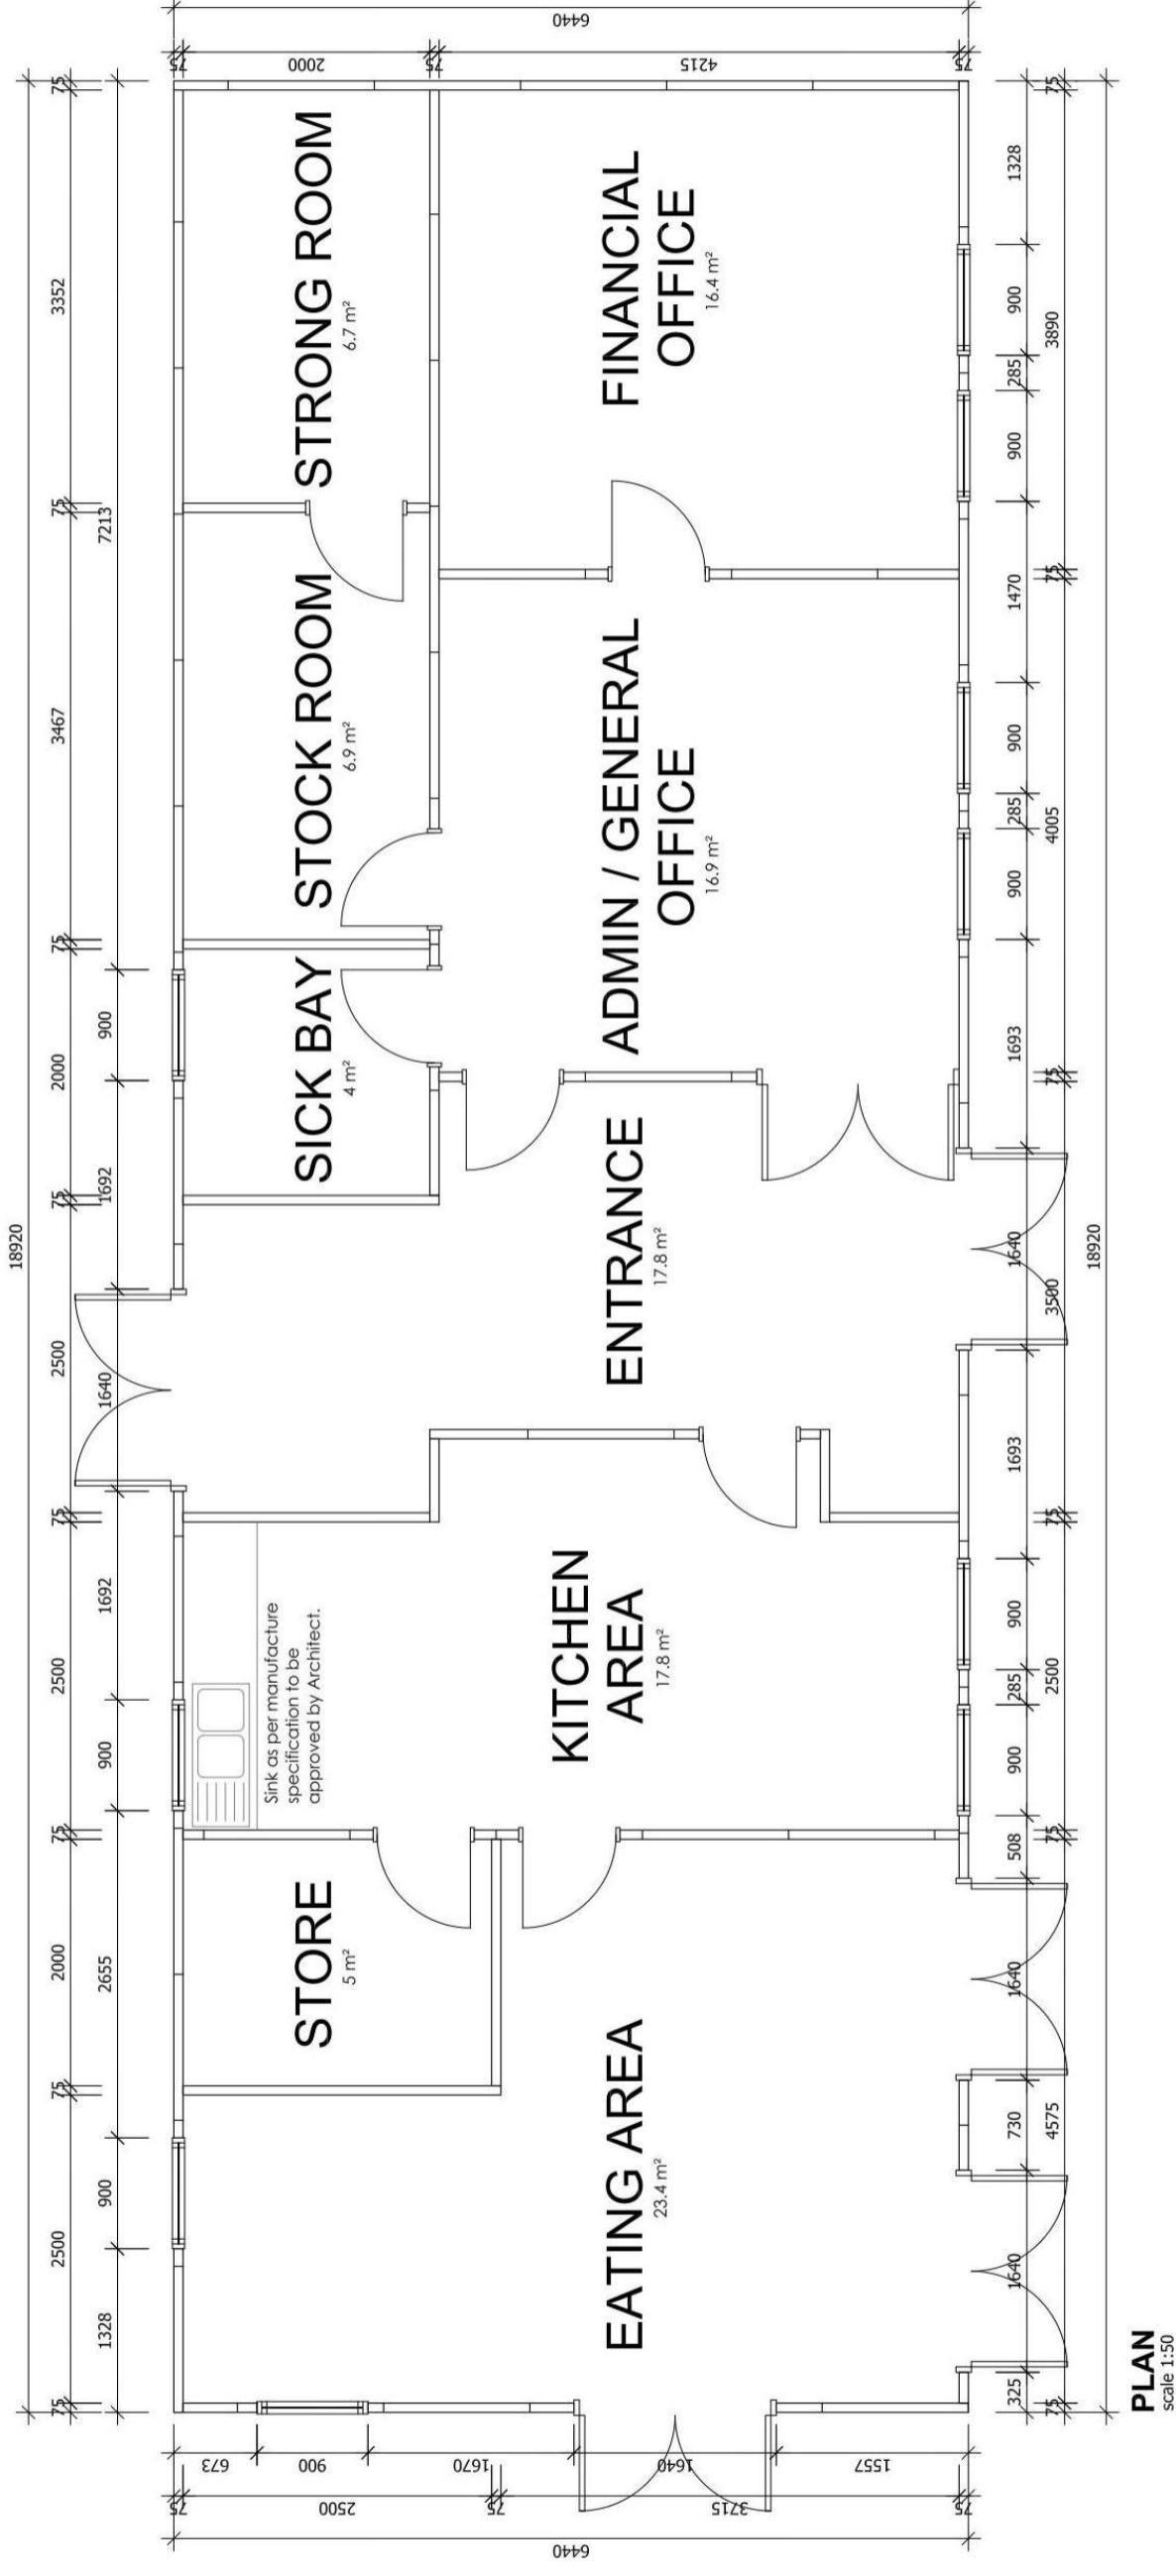 18920
75
2500
75
2000
75
2500
75
2500
75
2000
75
3467
75
3352
75
1328
900
2655
900
1692
1640
1692
900
7213
6440
75
2500
75
3715
75
673
900
1670
1640
1557
STORE
5 m²
Sink as per manufacture
specification to be
approved by Architect.
SICK BAY
4 m²
STOCK ROOM
6.9 m²
STRONG ROOM
6.7 m²
EATING AREA
23.4 m²
KITCHEN
AREA
17.8 m²
ENTRANCE
17.8 m²
ADMIN / GENERAL
OFFICE
16.9 m²
FINANCIAL
OFFICE
16.4 m²
75
2000
75
4215
75
6440
325
1640
730
1640
508
900
285
900
1693
1640
1693
900
285
900
1470
900
285
900
1328
75
4575
75
2500
75
3500
75
4005
75
3890
75
18920
PLAN
scale 1:50